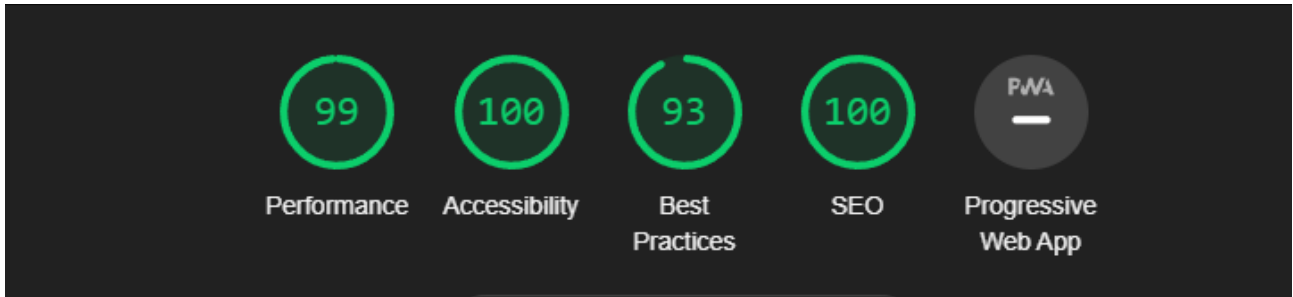 99
100
93
100
PWA
Performance
Accessibility
Best
Practices
SEO
Progressive
Web App